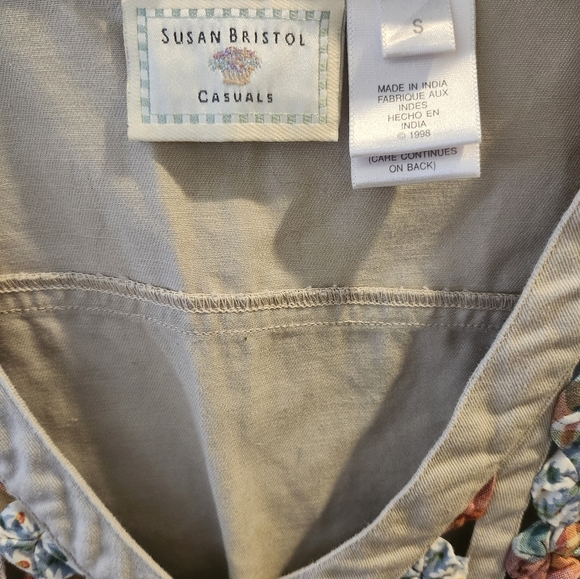 SUSAN BRISTOL
CASUALS
S
MADE IN INDIA
FABRIQUE AUX
INDES
HECHO EN
INDIA
© 1998
(CARE CONTINUES
ON BACK)